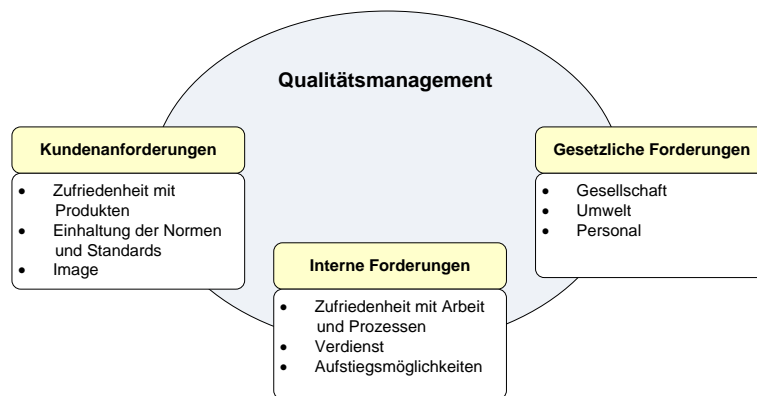 Qualitätsmanagement
Kundenanforderungen
• Zufriedenheit mit
Produkten
• Einhaltung der Normen
und Standards
• Image
Interne Forderungen
• Zufriedenheit mit Arbeit
und Prozessen
• Verdienst
• Aufstiegsmöglichkeiten
Gesetzliche Forderungen
• Gesellschaft
• Umwelt
• Personal